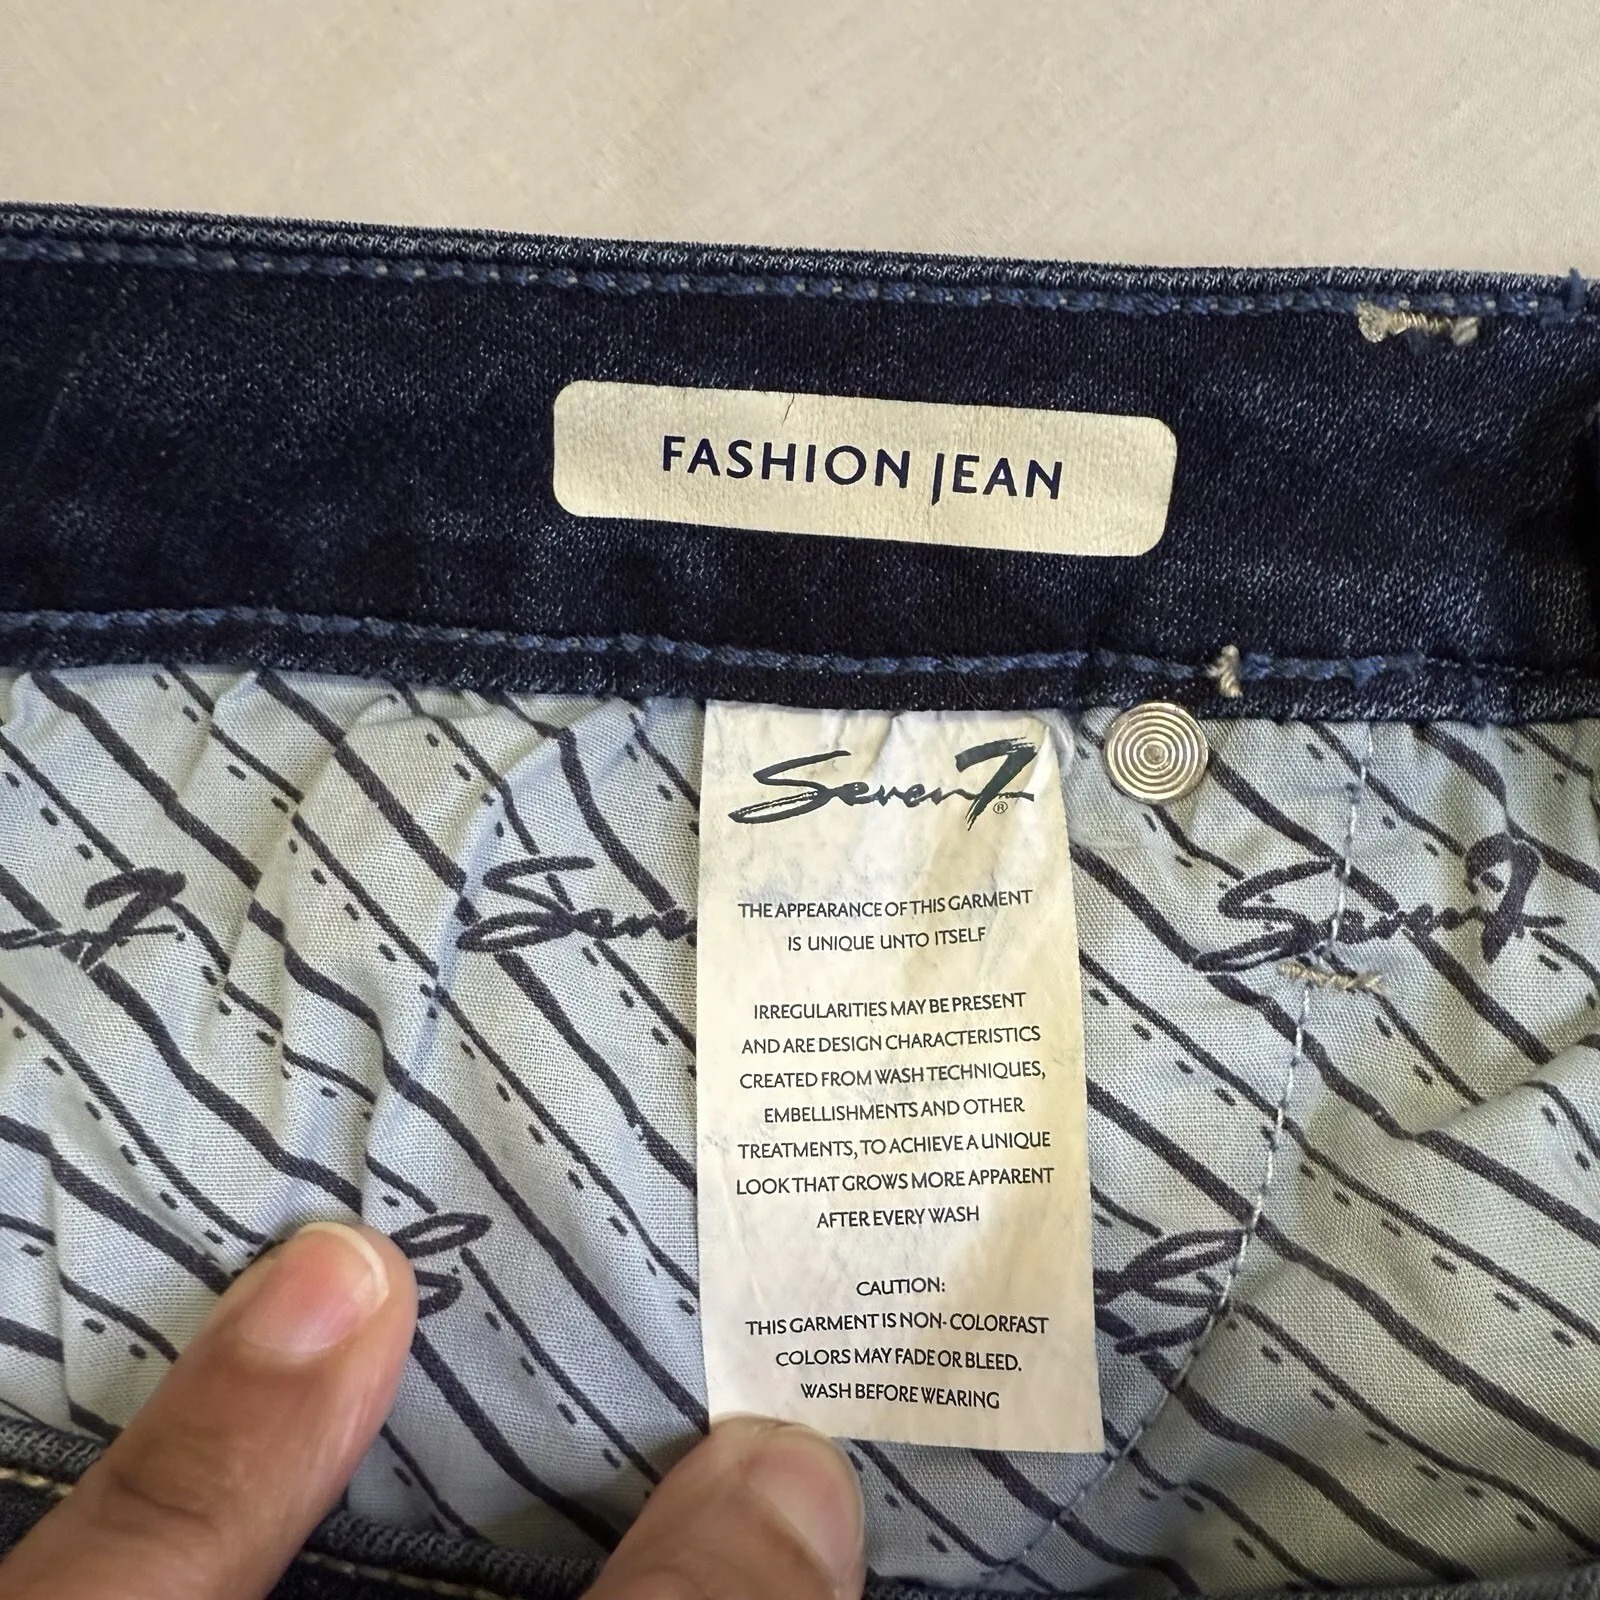 FASHION JEAN
Seven7®
THE APPEARANCE OF THIS GARMENT
IS UNIQUE UNTO ITSELF
IRREGULARITIES MAY BE PRESENT
AND ARE DESIGN CHARACTERISTICS
CREATED FROM WASH TECHNIQUES,
EMBELLISHMENTS AND OTHER
TREATMENTS, TO ACHIEVE A UNIQUE
LOOK THAT GROWS MORE APPARENT
AFTER EVERY WASH
CAUTION:
THIS GARMENT IS NON-COLORFAST
COLORS MAY FADE OR BLEED.
WASH BEFORE WEARING
Seve
Seven7